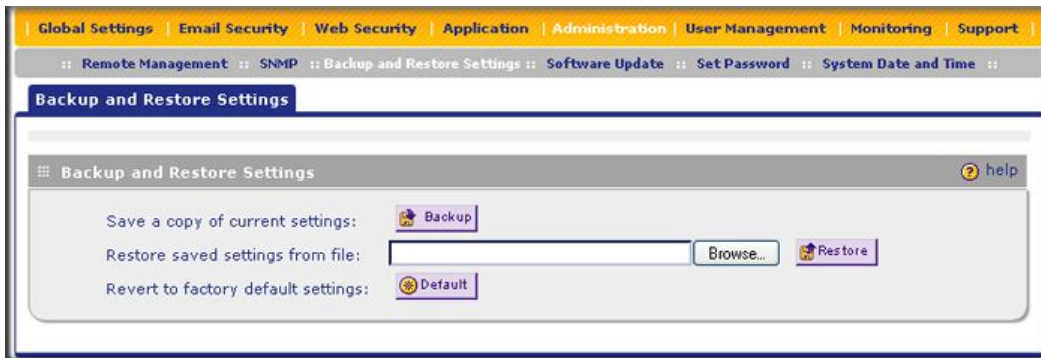 Global Settings | Email Security | Web Security | Application | Administration | User Management | Monitoring | Support
:: Remote Management :: SNMP :: Backup and Restore Settings :: Software Update :: Set Password :: System Date and Time ::
Backup and Restore Settings
Backup and Restore Settings ? help
Save a copy of current settings: Backup
Restore saved settings from file: Browse... Restore
Revert to factory default settings: Default